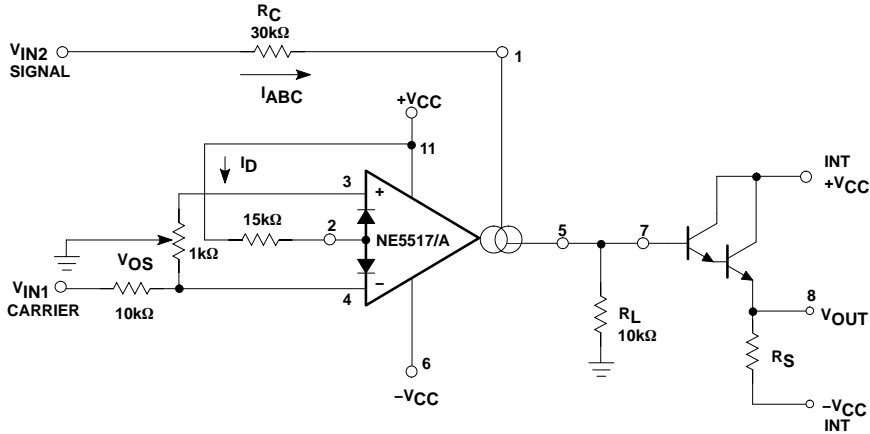 RC
30kΩ
VIN2
SIGNAL
1
IABC
+VCC
11
ID
3
+
INT
+VCC
15kΩ
2
NE5517/A
5
7
1kΩ
VOS
VIN1
CARRIER
10kΩ
4
−
6
−VCC
RL
10kΩ
8
VOUT
RS
−VCC
INT